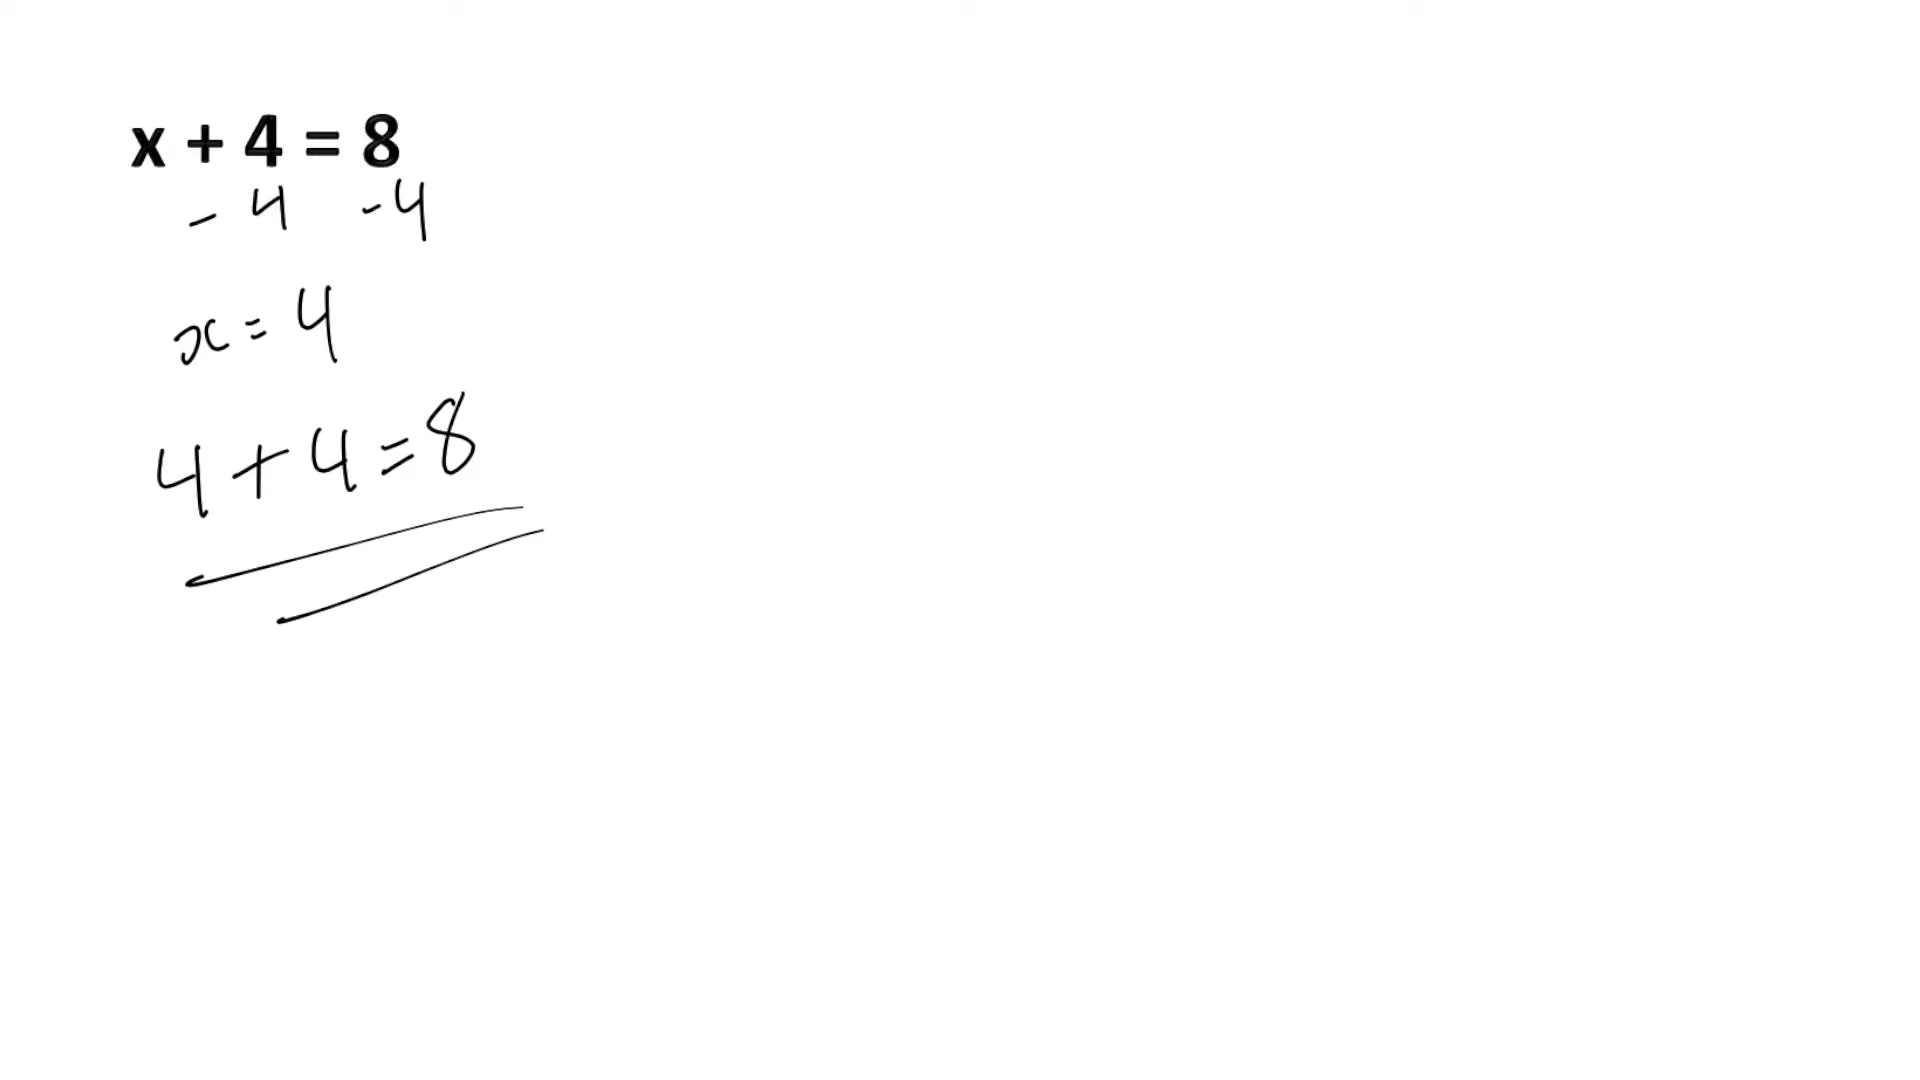 x + 4 = 8
- 4 -4
x = 4
4 + 4 = 8